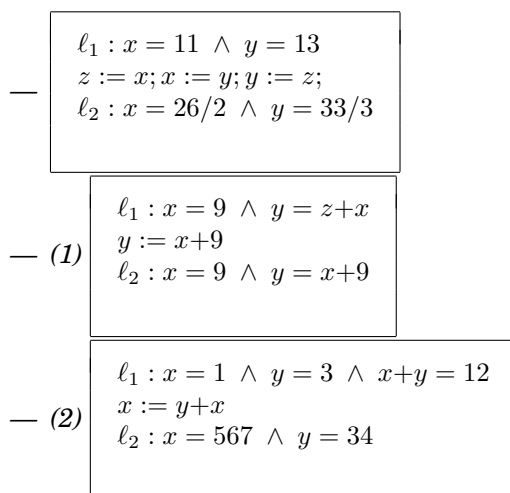 ℓ₁ : x = 11 ∧ y = 13
z := x; x := y; y := z;
— ℓ₂ : x = 26/2 ∧ y = 33/3
ℓ₁ : x = 9 ∧ y = z+x
— (1) y := x+9
ℓ₂ : x = 9 ∧ y = x+9
ℓ₁ : x = 1 ∧ y = 3 ∧ x+y = 12
— (2) x := y+x
ℓ₂ : x = 567 ∧ y = 34